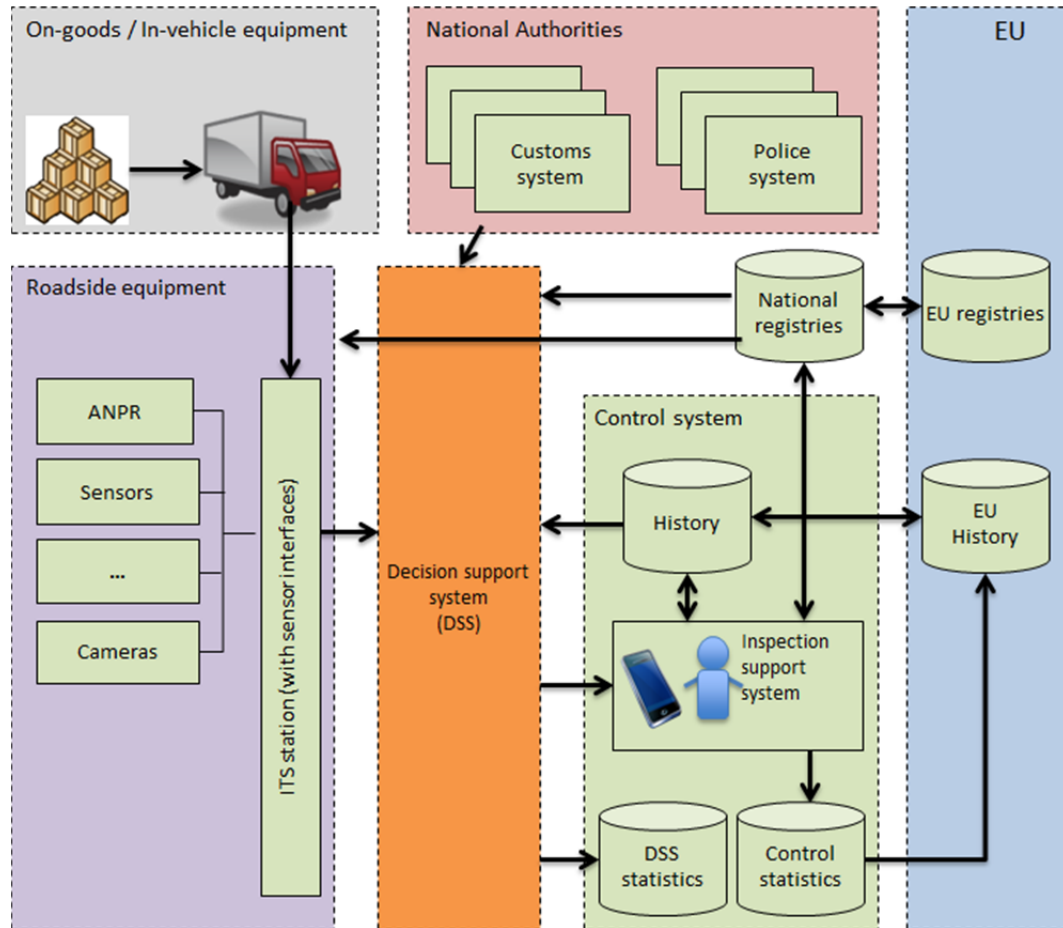 On-goods / In-vehicle equipment
National Authorities
EU
Customs
system
Police
system
Roadside equipment
National
registries
EU registries
ANPR
Sensors
...
Cameras
ITS station (with sensor interfaces)
Decision support
system
(DSS)
Control system
History
EU
History
Inspection
support
system
DSS
statistics
Control
statistics